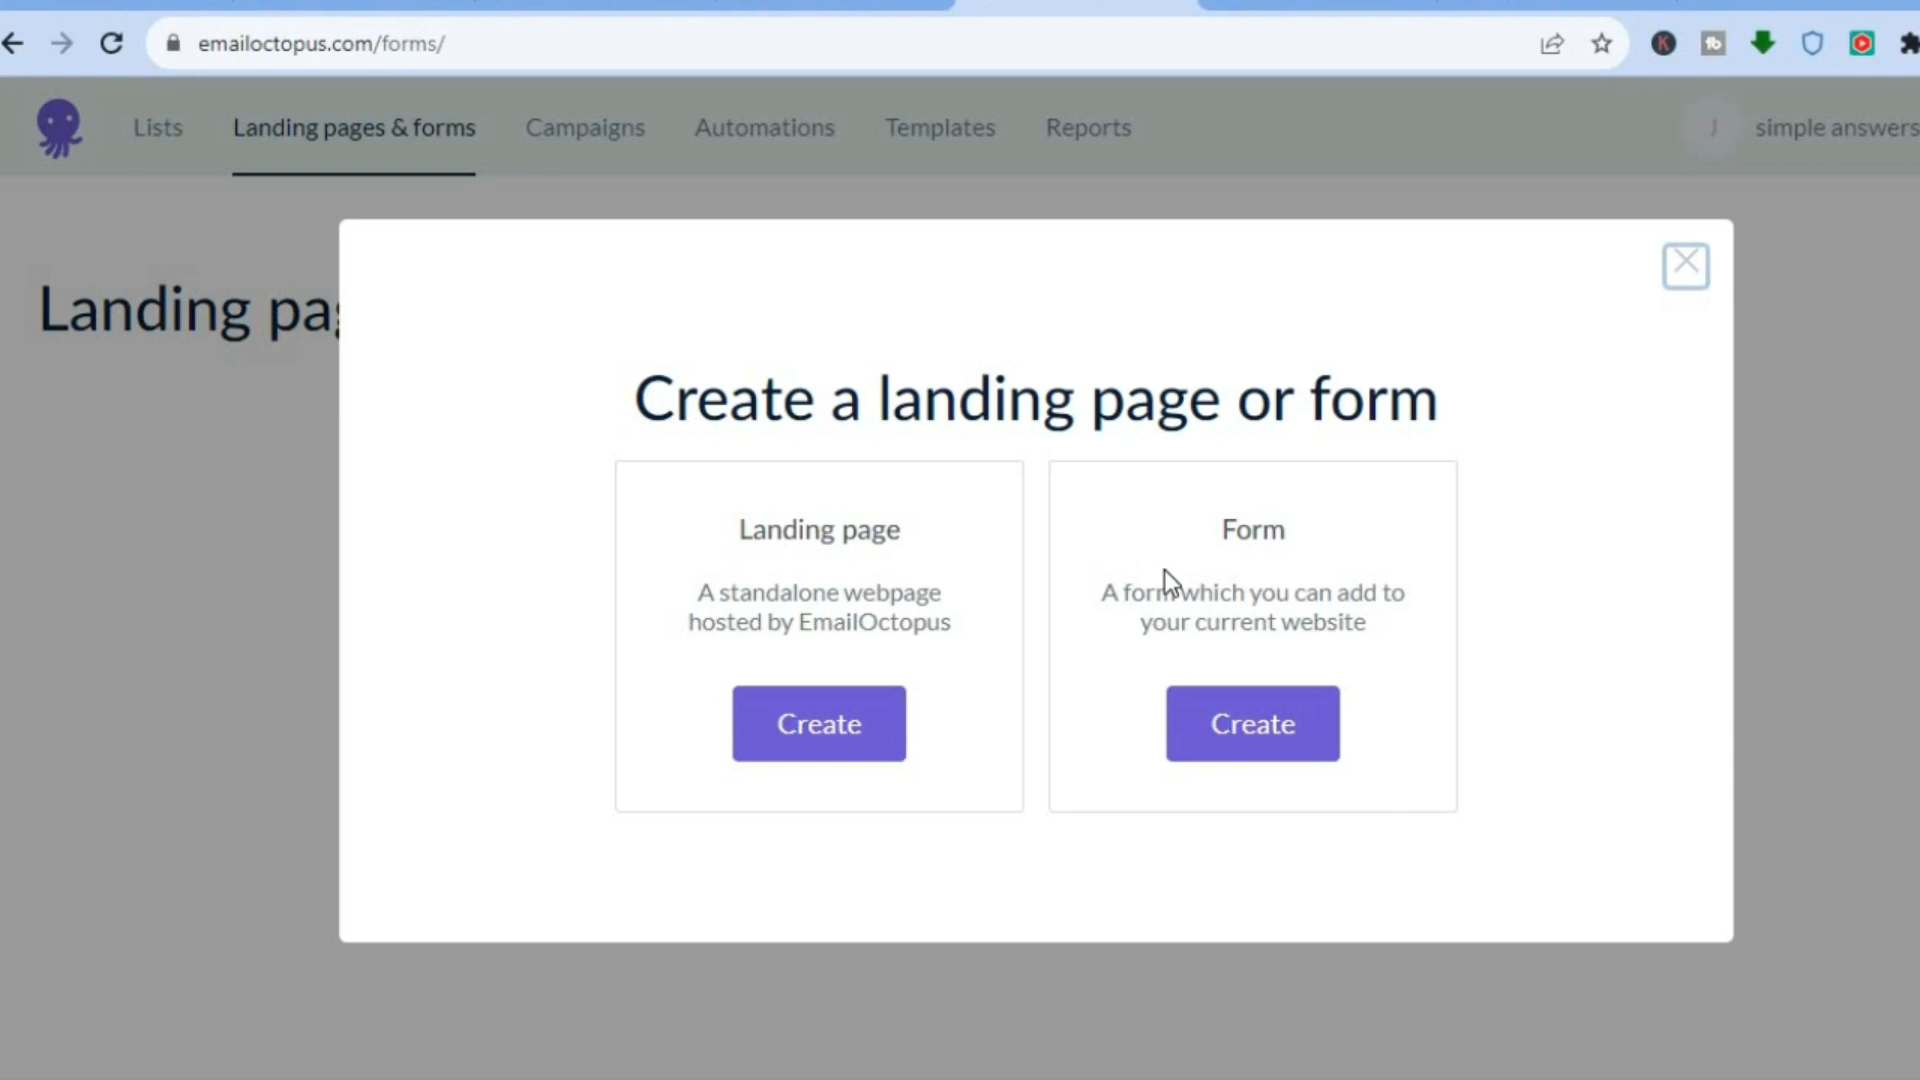 emailoctopus.com/forms/
K
tb
Lists
Landing pages & forms
Campaigns
Automations
Templates
Reports
J
simple answers
Landing pag
Create a landing page or form
Landing page
A standalone webpage
hosted by EmailOctopus
Create
Form
A form which you can add to
your current website
Create